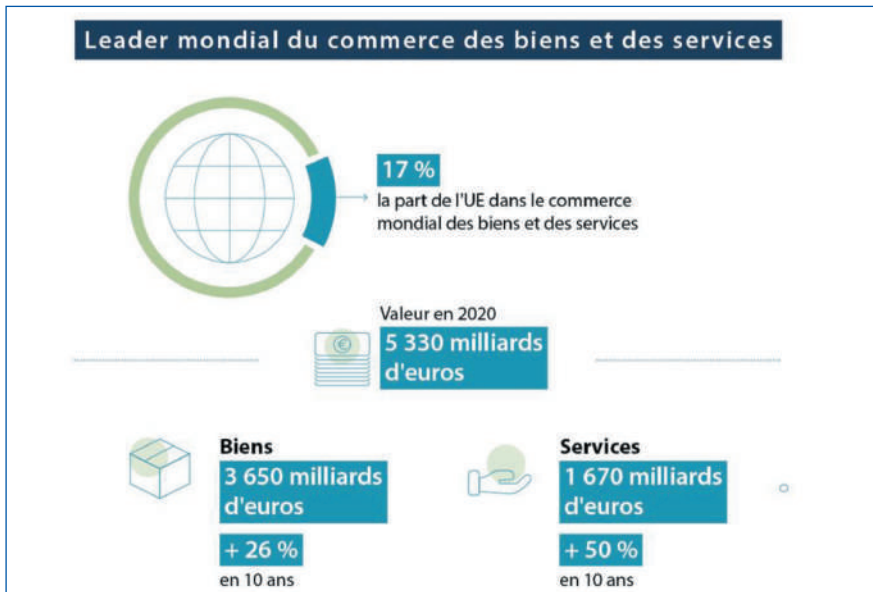 Leader mondial du commerce des biens et des services
17 %
la part de l'UE dans le commerce
mondial des biens et des services
Valeur en 2020
€
5 330 milliards
d'euros
Biens
3 650 milliards
d'euros
+ 26 %
en 10 ans
Services
1 670 milliards
d'euros
+ 50 %
en 10 ans